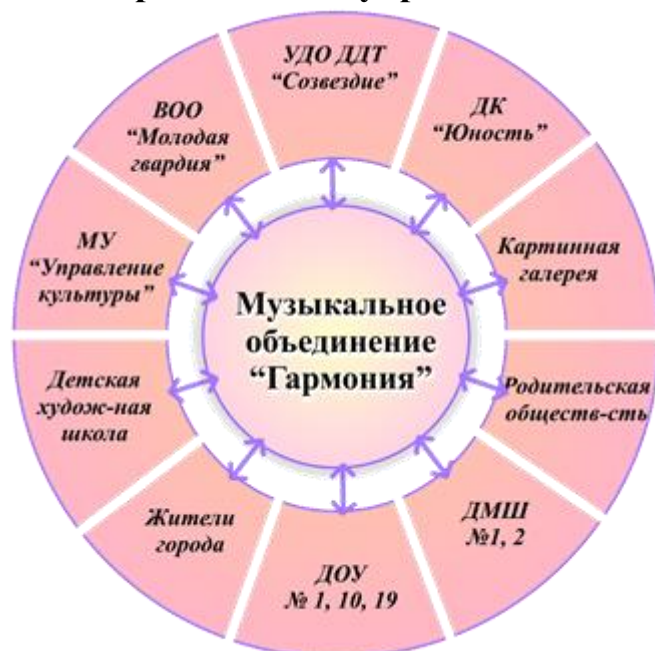 УДО ДДТ
“Созвездие”
ДК
“Юность”
Картинная
галерея
Родительская
обществ-сть
ДМШ
№1, 2
ДОУ
№ 1, 10, 19
Жители
города
Детская
худож-ная
школа
МУ
“Управление
культуры”
ВОО
“Молодая
гвардия”
Музыкальное
объединение
“Гармония”